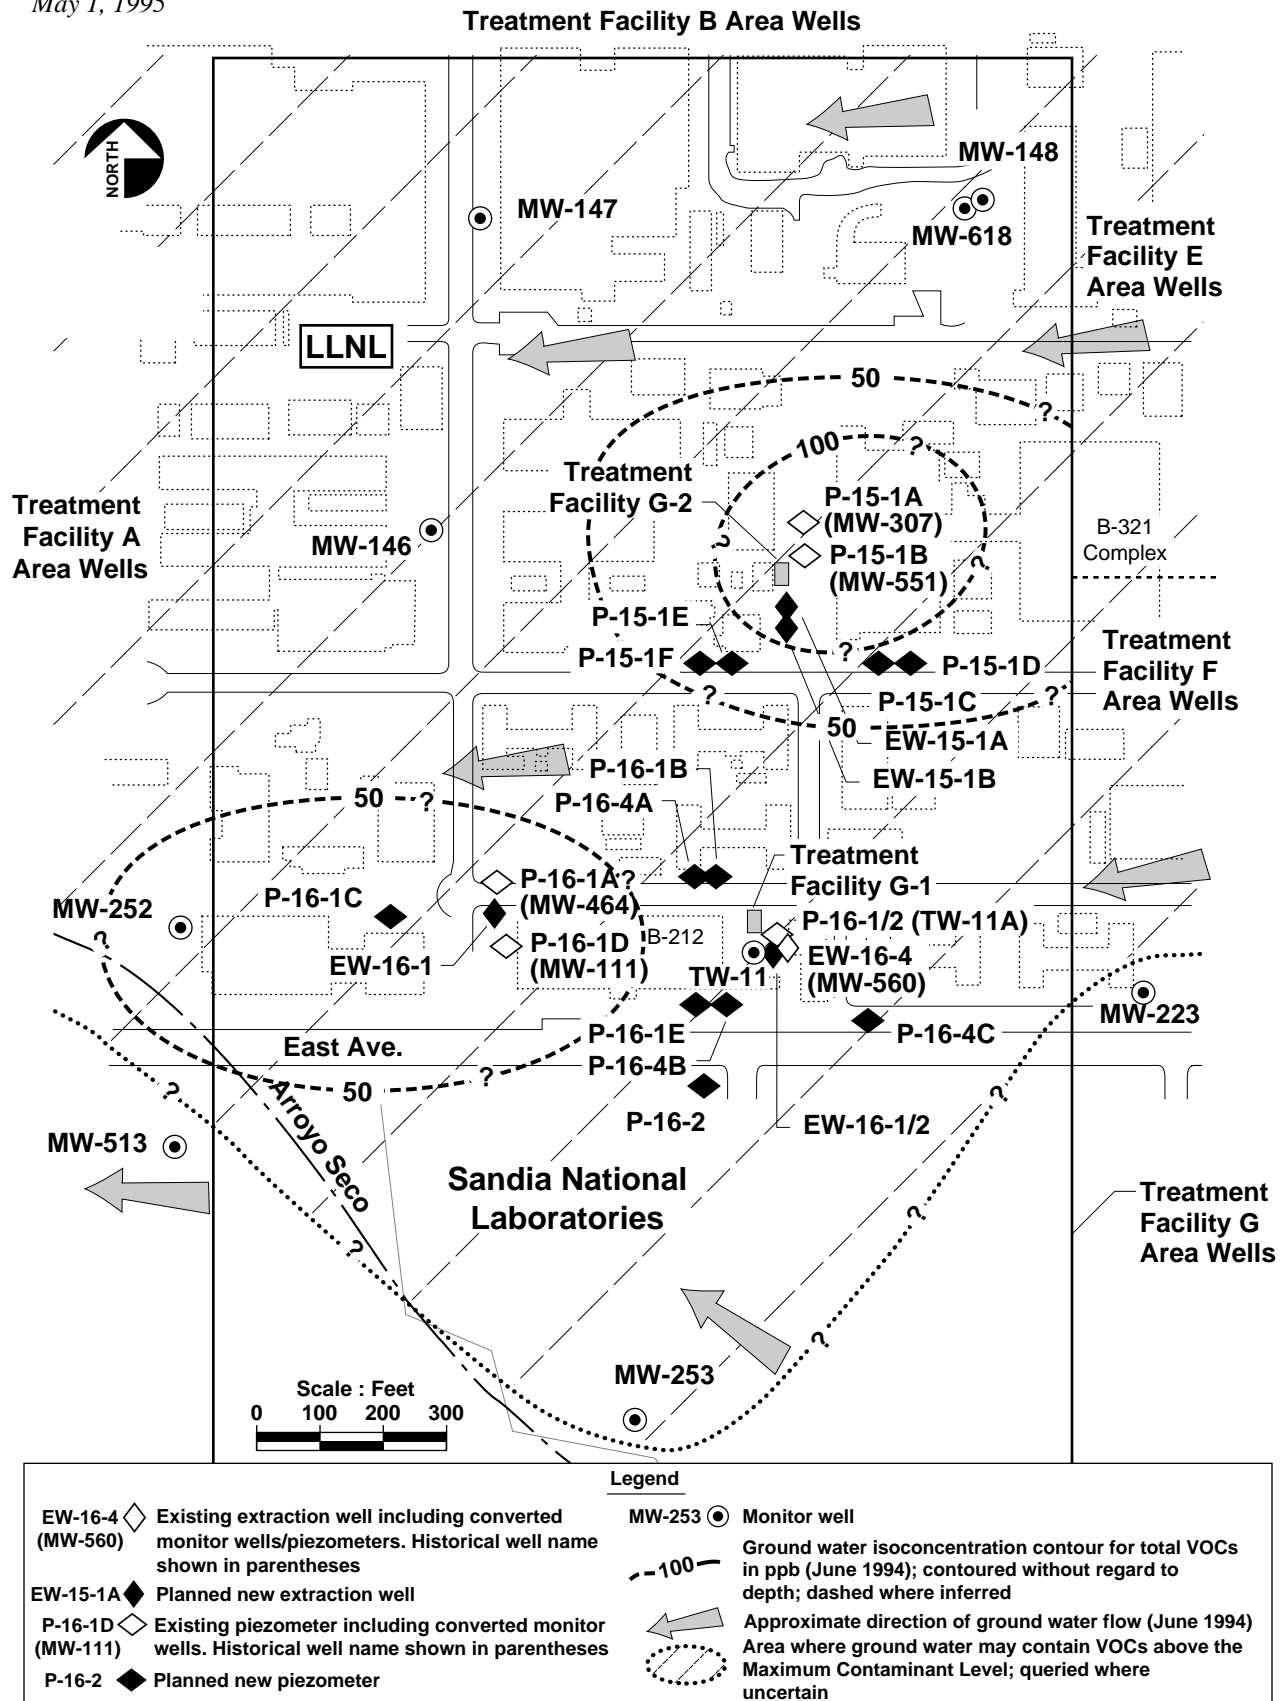 May 1, 1995
Treatment Facility B Area Wells
NORTH
MW-148
MW-147
MW-618
Treatment
Facility E
Area Wells
LLNL
50
?
100
?
Treatment
Facility G-2
P-15-1A
(MW-307)
Treatment
Facility A
Area Wells
MW-146
B-321
Complex
?
P-15-1B
(MW-551)
?
P-15-1E
P-15-1F
?
P-15-1D
Treatment
Facility F
Area Wells
?
P-15-1C
?
50
EW-15-1A
P-16-1B
EW-15-1B
50
?
P-16-4A
Treatment
Facility G-1
P-16-1A
?
(MW-464)
P-16-1C
MW-252
?
P-16-1/2 (TW-11A)
P-16-1D
(MW-111)
B-212
EW-16-1
TW-11
EW-16-4
(MW-560)
MW-223
P-16-1E
P-16-4C
East Ave.
P-16-4B
?
50
?
?
Arroyo Seco
P-16-2
EW-16-1/2
MW-513
Sandia National
Laboratories
?
?
Treatment
Facility G
Area Wells
?
MW-253
Scale : Feet
0 100 200 300
Legend
EW-16-4
(MW-560)
Existing extraction well including converted
monitor wells/piezometers. Historical well name
shown in parentheses
EW-15-1A
Planned new extraction well
P-16-1D
(MW-111)
Existing piezometer including converted monitor
wells. Historical well name shown in parentheses
P-16-2
Planned new piezometer
MW-253
Monitor well
100
Ground water isoconcentration contour for total VOCs
in ppb (June 1994); contoured without regard to
depth; dashed where inferred
Approximate direction of ground water flow (June 1994)
Area where ground water may contain VOCs above the
Maximum Contaminant Level; queried where
uncertain